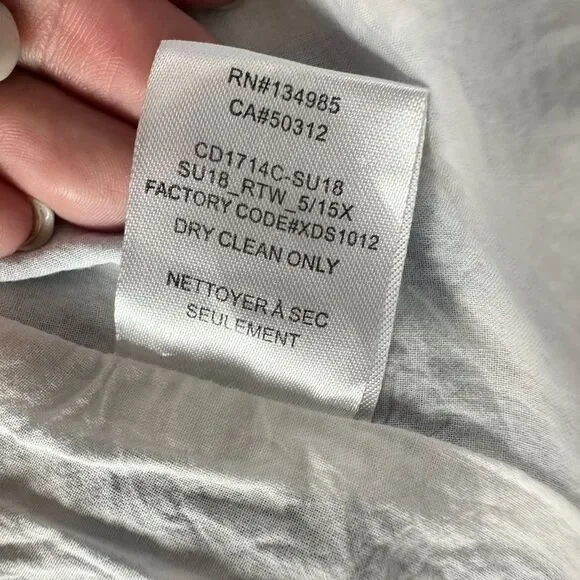 RN#134985
CA#50312
CD1714C-SU18
SU18_RTW_5/15X
FACTORY CODE#XDS1012
DRY CLEAN ONLY
NETTOYER À SEC
SEULEMENT